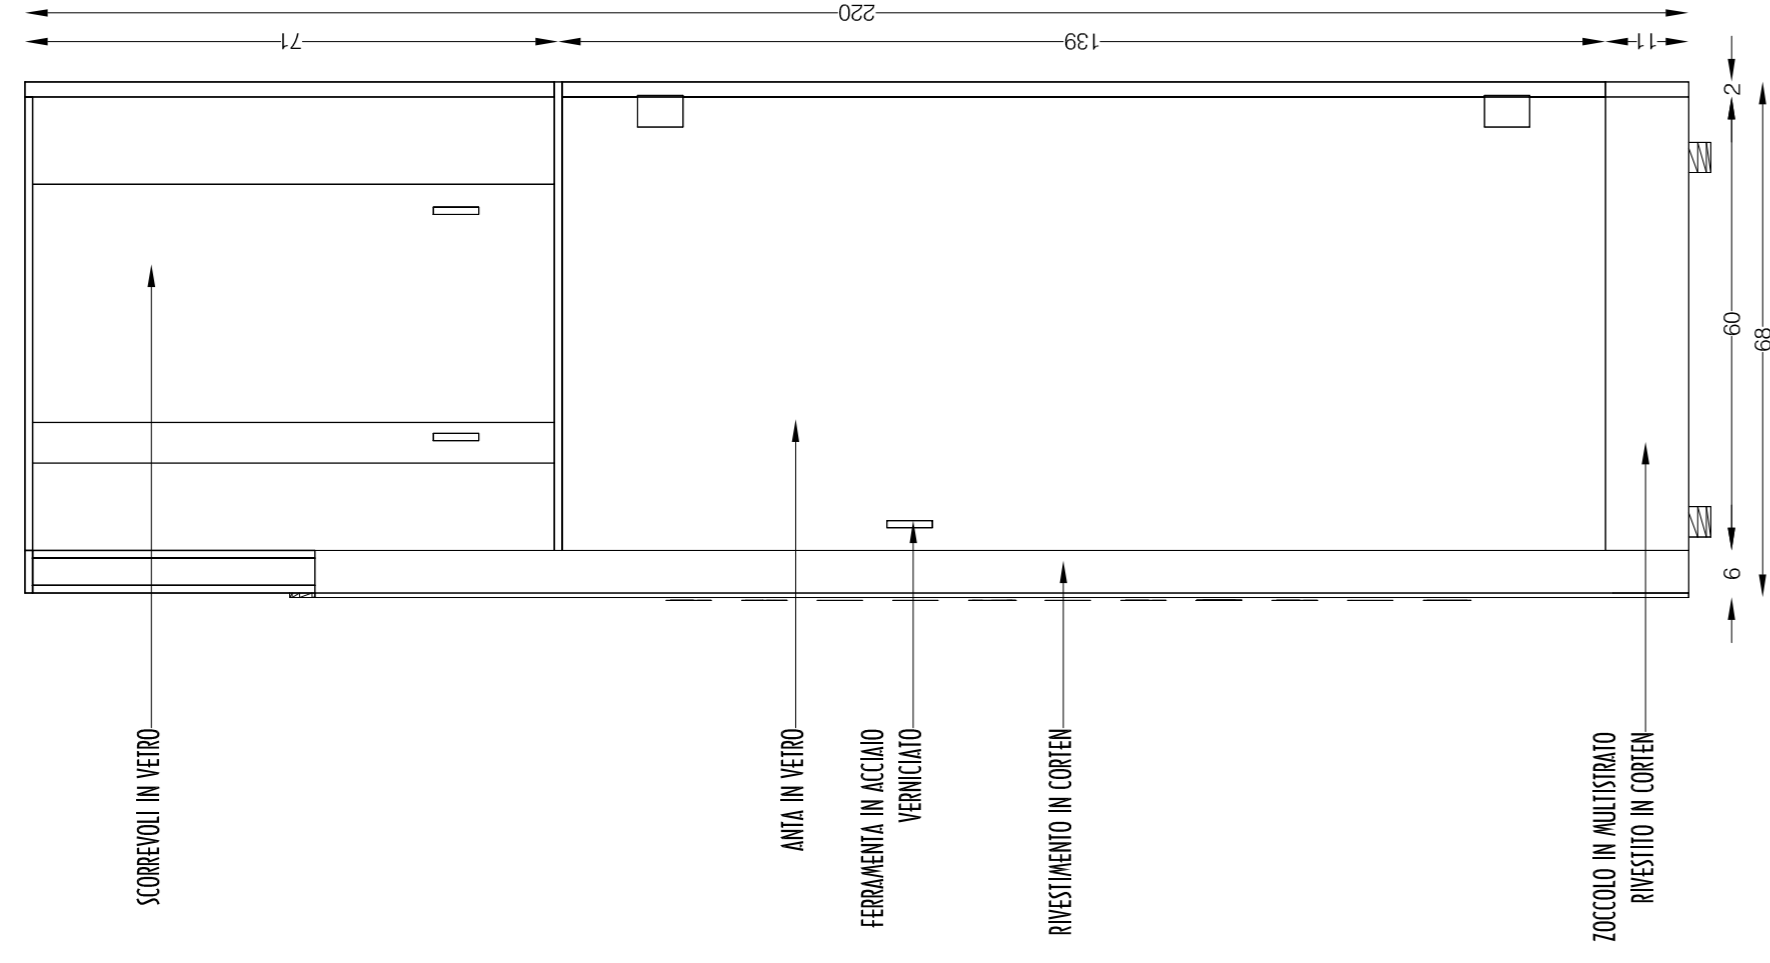 220
71
139
11
2
60
68
6
SCORREVOLI IN VETRO
ANTA IN VETRO
FERRAMENTA IN ACCIAIO
VERNICIATO
RIVESTIMENTO IN CORTEN
ZOCCOLO IN MULTISTRATO
RIVESTITO IN CORTEN